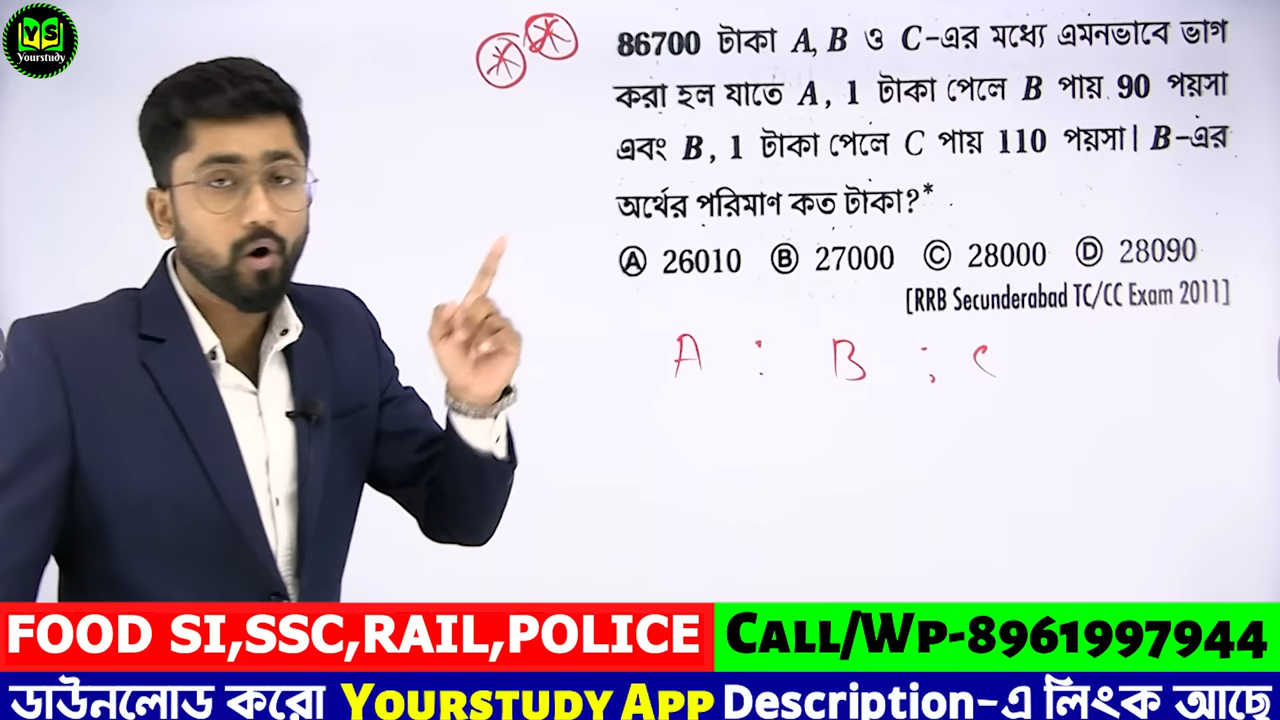 YS
Yourstudy
86700 টাকা A, B ও C-এর মধ্যে এমনভাবে ভাগ
করা হল যাতে A, 1 টাকা পেলে B পায় 90 পয়সা
এবং B, 1 টাকা পেলে C পায় 110 পয়সা। B-এর
অর্থের পরিমাণ কত টাকা?*
Ⓐ 26010 Ⓑ 27000 Ⓒ 28000 Ⓓ 28090
[RRB Secunderabad TC/CC Exam 2011]
A : B : C
FOOD SI,SSC,RAIL,POLICE
CALL/WP-8961997944
ডাউনলোড করো YOURSTUDY APP Description-এ লিংক আছে